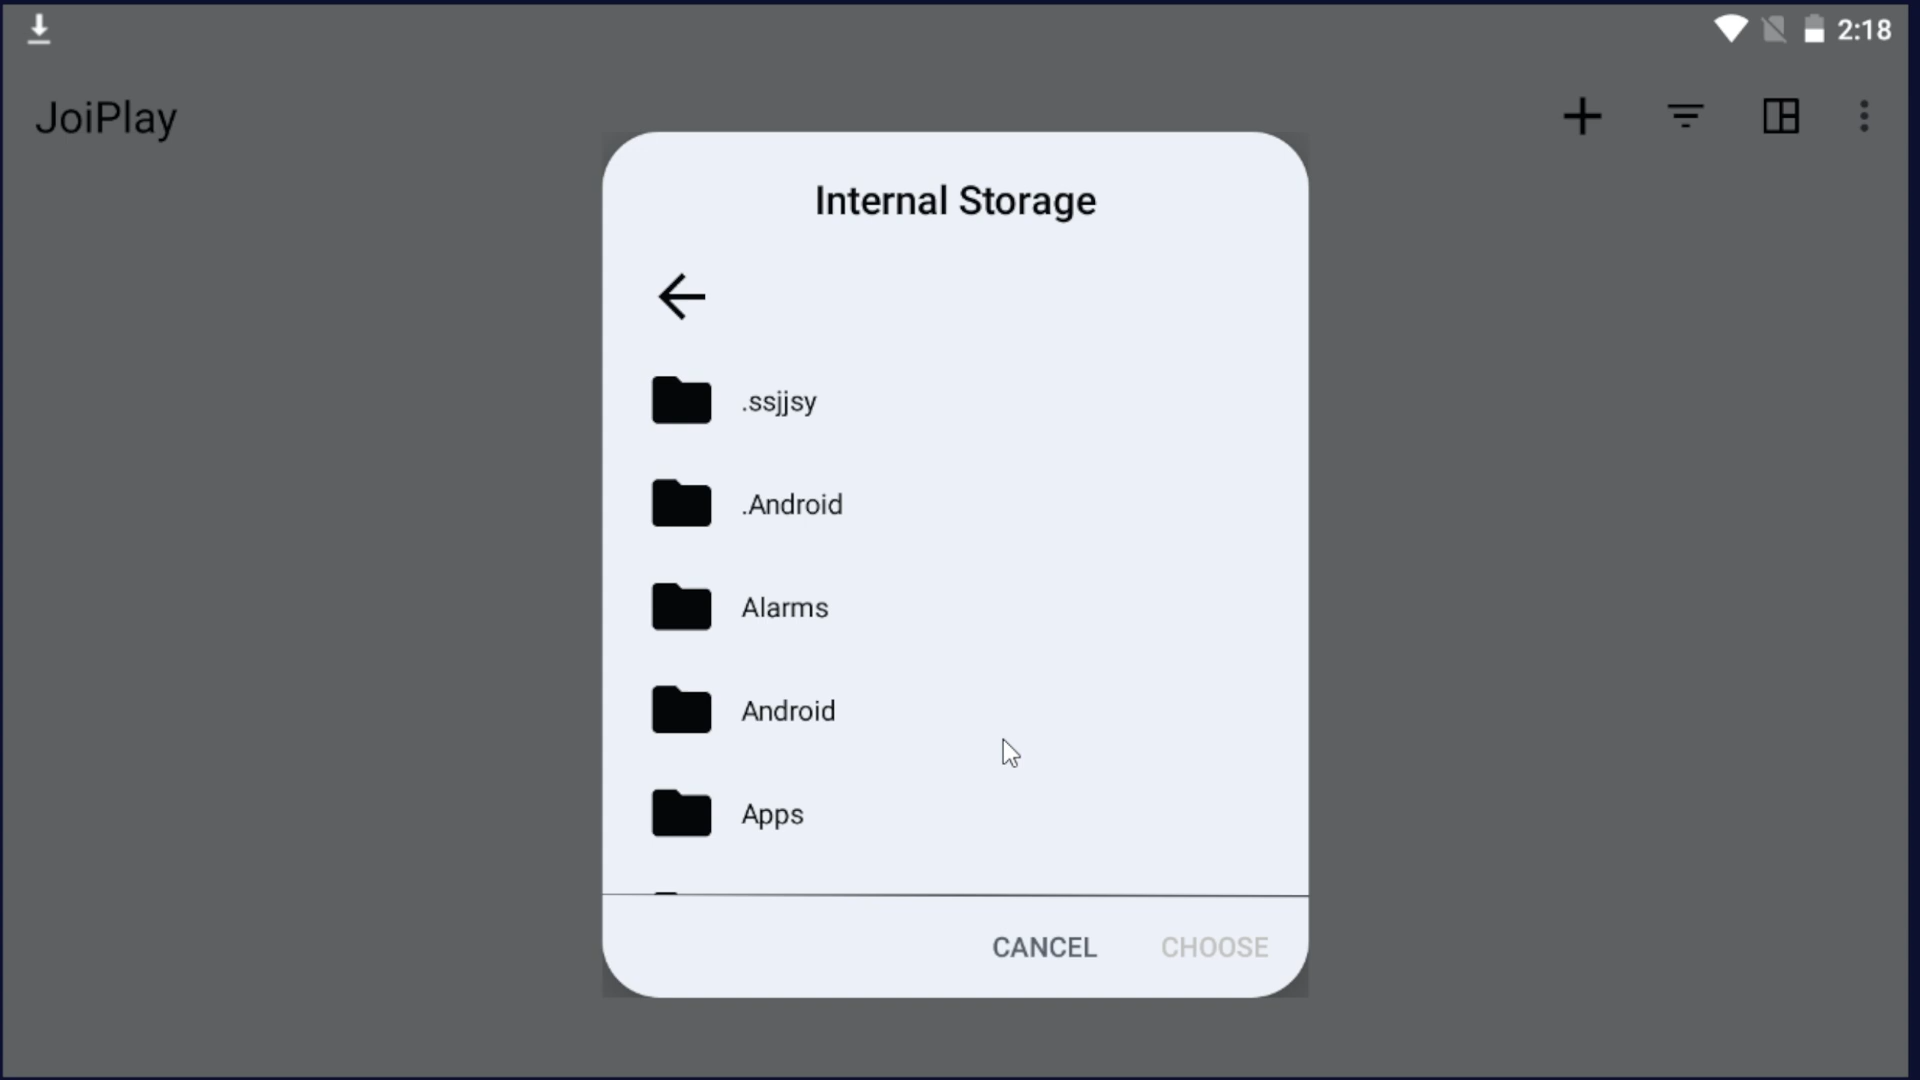 2:18
JoiPlay
Internal Storage
.ssjjsy
.Android
Alarms
Android
Apps
CANCEL CHOOSE